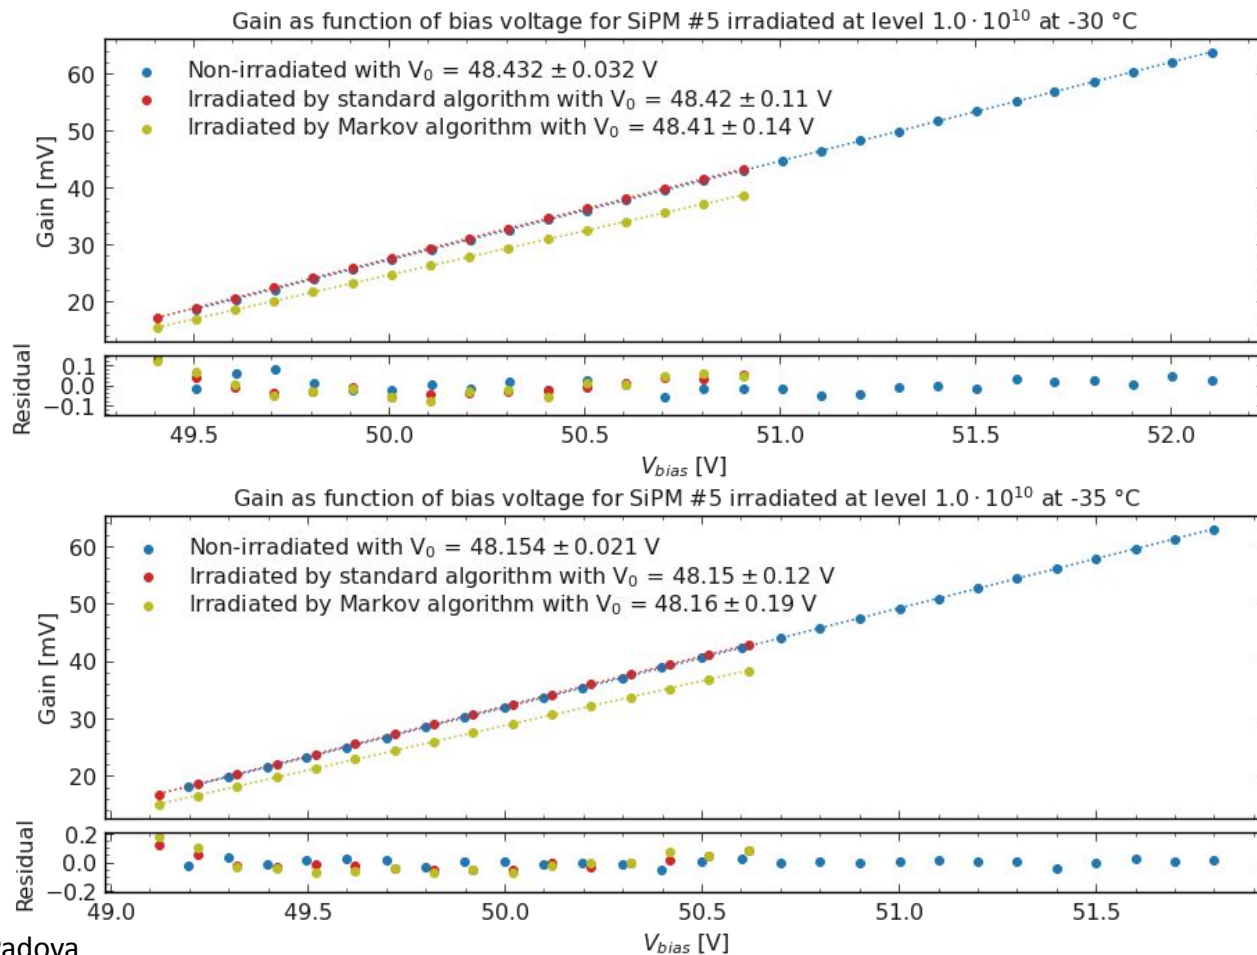 Gain as function of bias voltage for SiPM #5 irradiated at level 1.0 · 10¹⁰ at -30 °C
Non-irradiated with V₀ = 48.432 ± 0.032 V
Irradiated by standard algorithm with V₀ = 48.42 ± 0.11 V
Irradiated by Markov algorithm with V₀ = 48.41 ± 0.14 V
Gain [mV]
60
50
40
30
20
Residual
0.1
0.0
−0.1
49.5 50.0 50.5 51.0 51.5 52.0
V_bias [V]
Gain as function of bias voltage for SiPM #5 irradiated at level 1.0 · 10¹⁰ at -35 °C
Non-irradiated with V₀ = 48.154 ± 0.021 V
Irradiated by standard algorithm with V₀ = 48.15 ± 0.12 V
Irradiated by Markov algorithm with V₀ = 48.16 ± 0.19 V
Gain [mV]
60
50
40
30
20
Residual
0.2
0.0
−0.2
49.0 49.5 50.0 50.5 51.0 51.5
V_bias [V]
Padova